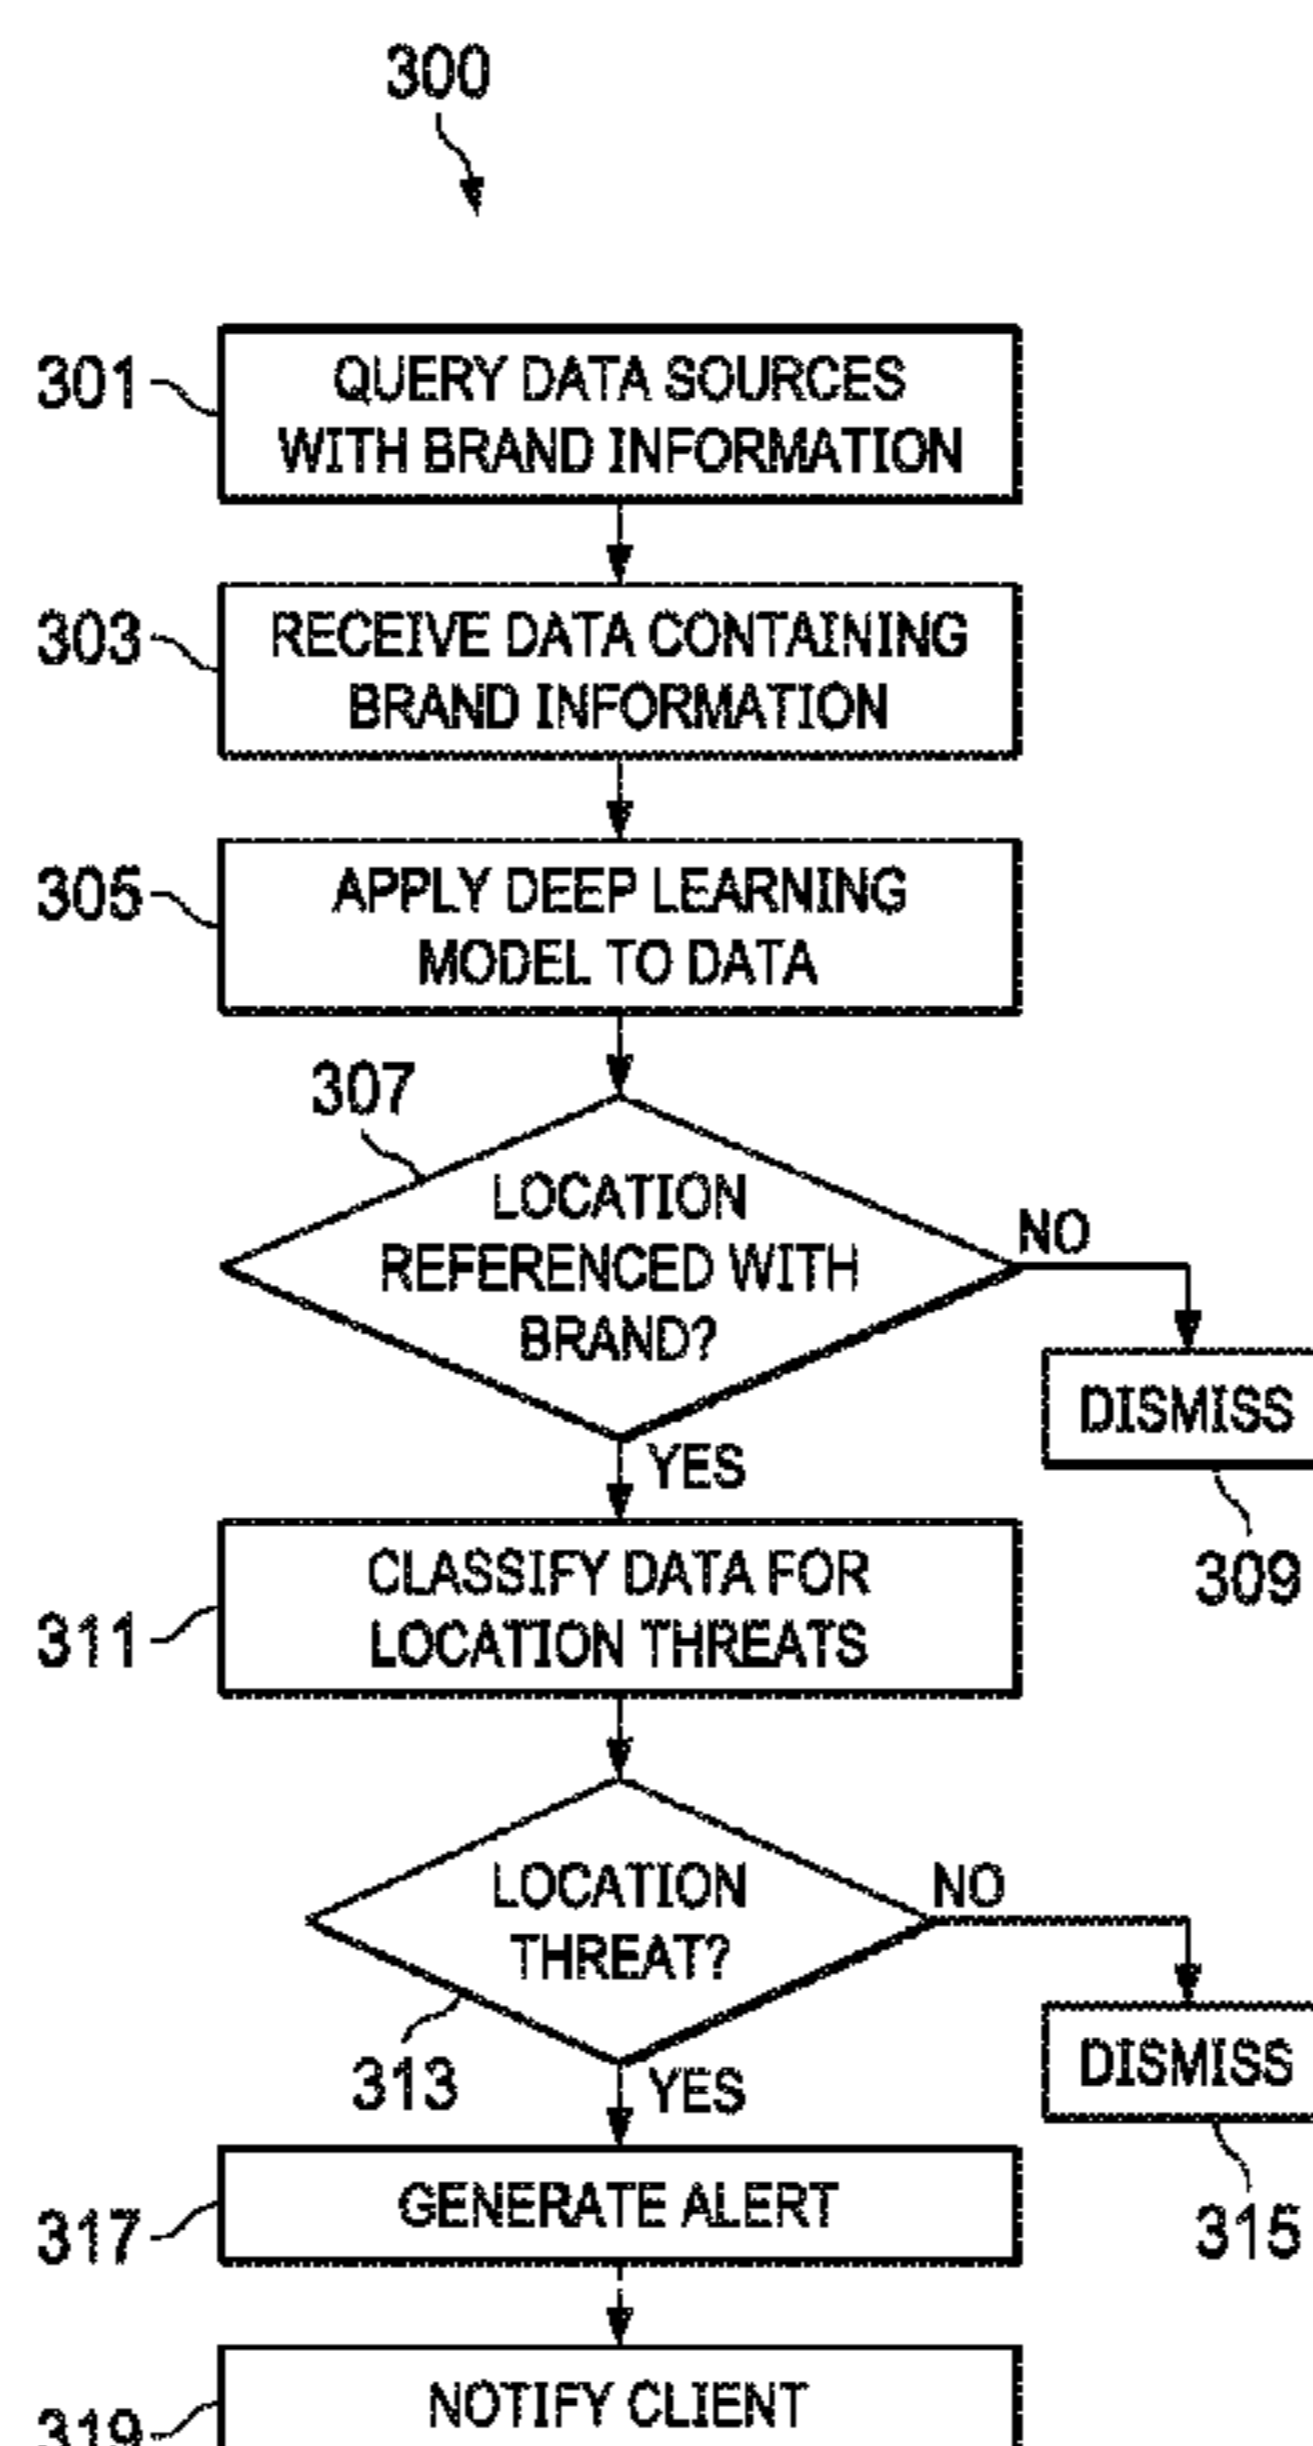 300
301
QUERY DATA SOURCES
WITH BRAND INFORMATION
303
RECEIVE DATA CONTAINING
BRAND INFORMATION
305
APPLY DEEP LEARNING
MODEL TO DATA
307
LOCATION
REFERENCED WITH
BRAND?
NO
DISMISS
309
YES
311
CLASSIFY DATA FOR
LOCATION THREATS
LOCATION
THREAT?
NO
313
YES
DISMISS
315
317
GENERATE ALERT
319
NOTIFY CLIENT